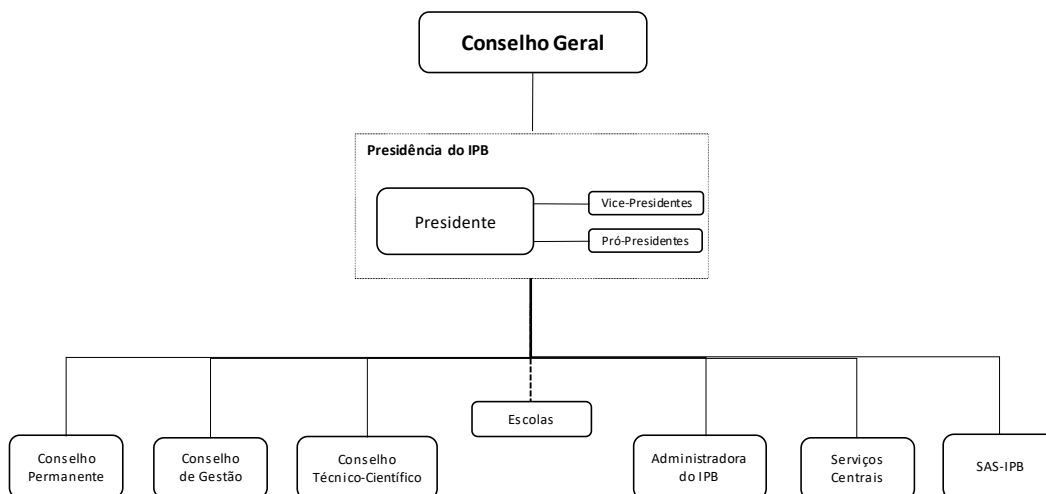 Conselho Geral
Presidência do IPB
Presidente
Vice-Presidentes
Pró-Presidentes
Escolas
Conselho
Permanente
Conselho
de Gestão
Conselho
Técnico-Científico
Administradora
do IPB
Serviços
Centrais
SAS-IPB